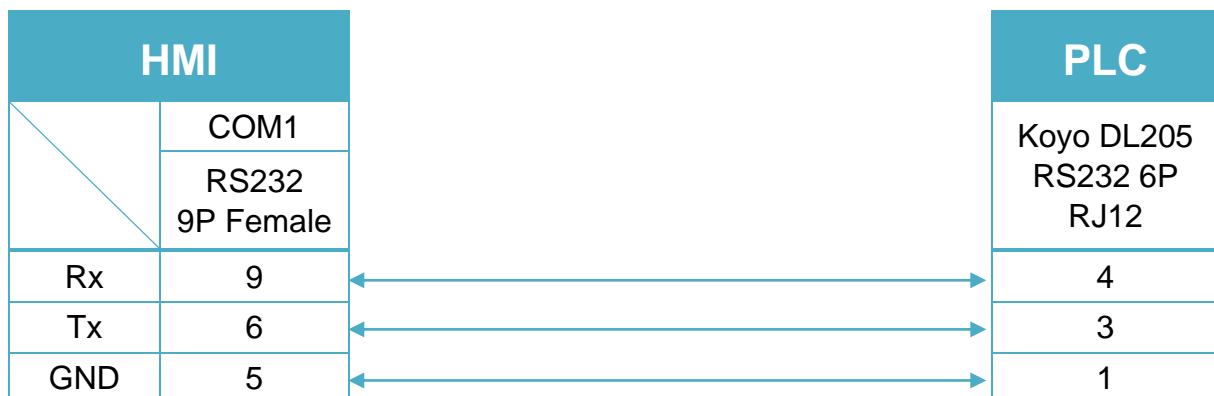 HMI
PLC
COM1
RS232
9P Female
Koyo DL205
RS232 6P
RJ12
Rx 9 4
Tx 6 3
GND 5 1